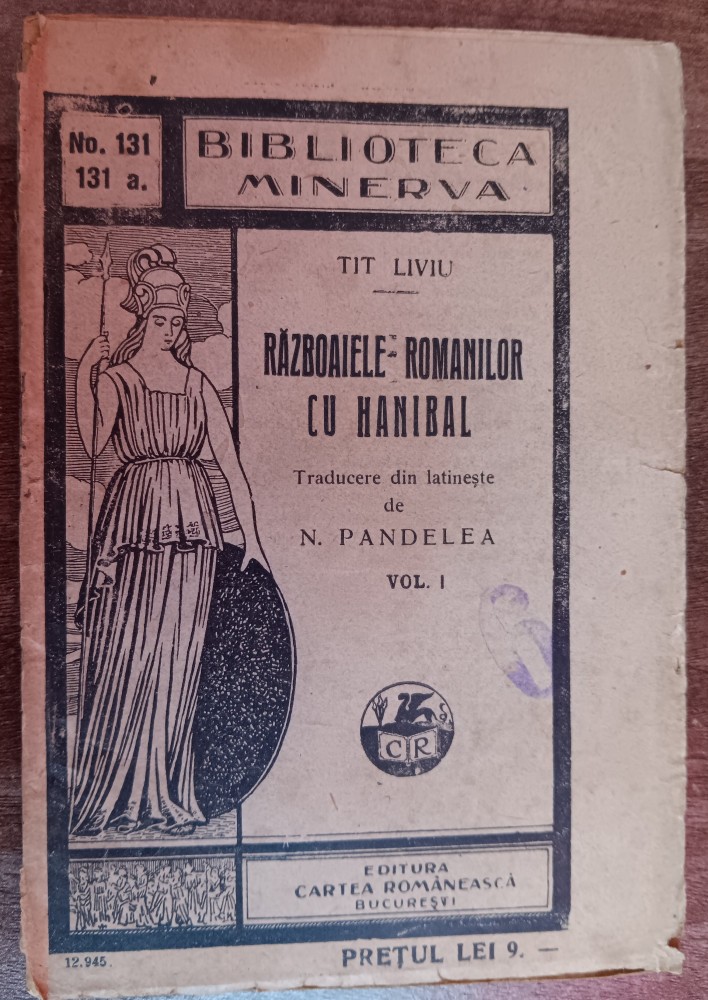 No. 131
131 a.
BIBLIOTECA
MINERVA
TIT LIVIU
RĂZBOAIELE ROMANILOR
CU HANIBAL
Traducere din latinește
de
N. PANDELEA
VOL. I
C R
EDITURA
CARTEA ROMÂNEASCĂ
BUCUREȘTI
12.945.
PREȚUL LEI 9. —